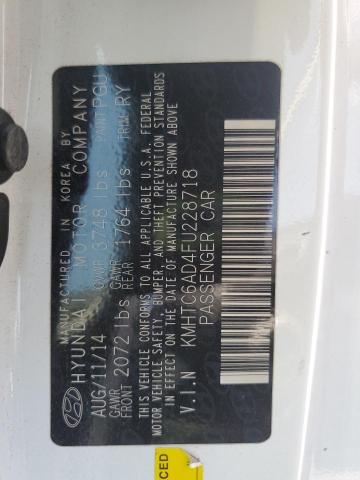 MANUFACTURED IN KOREA BY
HYUNDAI MOTOR COMPANY
AUG/11/14 GVWR 3748 lbs PAINT PGU
GAWR FRONT 2072 lbs GAWR REAR 1764 lbs TRIM RY
THIS VEHICLE CONFORMS TO ALL APPLICABLE U.S.A. FEDERAL
MOTOR VEHICLE SAFETY, BUMPER, AND THEFT PREVENTION STANDARDS
IN EFFECT ON THE DATE OF MANUFACTURE SHOWN ABOVE
V.I.N KMHTC6AD4FU228718
PASSENGER CAR
CED